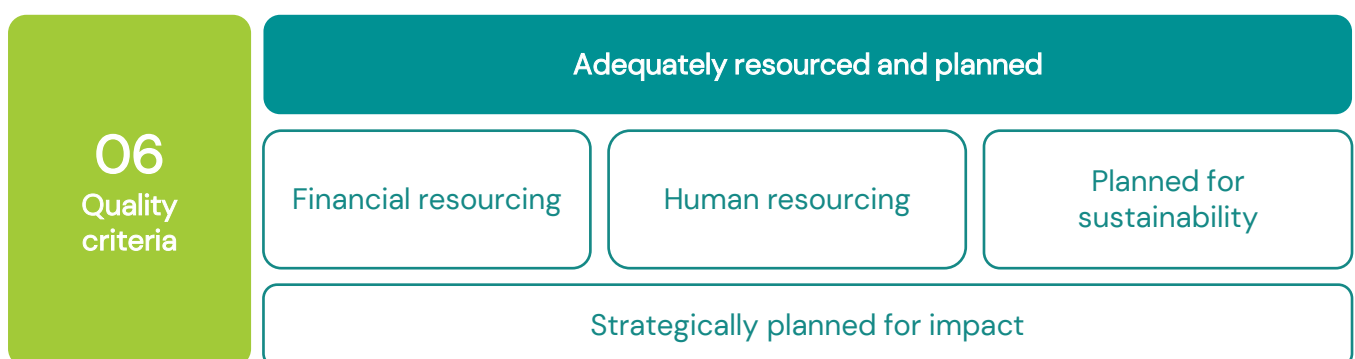 06
Quality
criteria
Adequately resourced and planned
Financial resourcing
Human resourcing
Planned for
sustainability
Strategically planned for impact